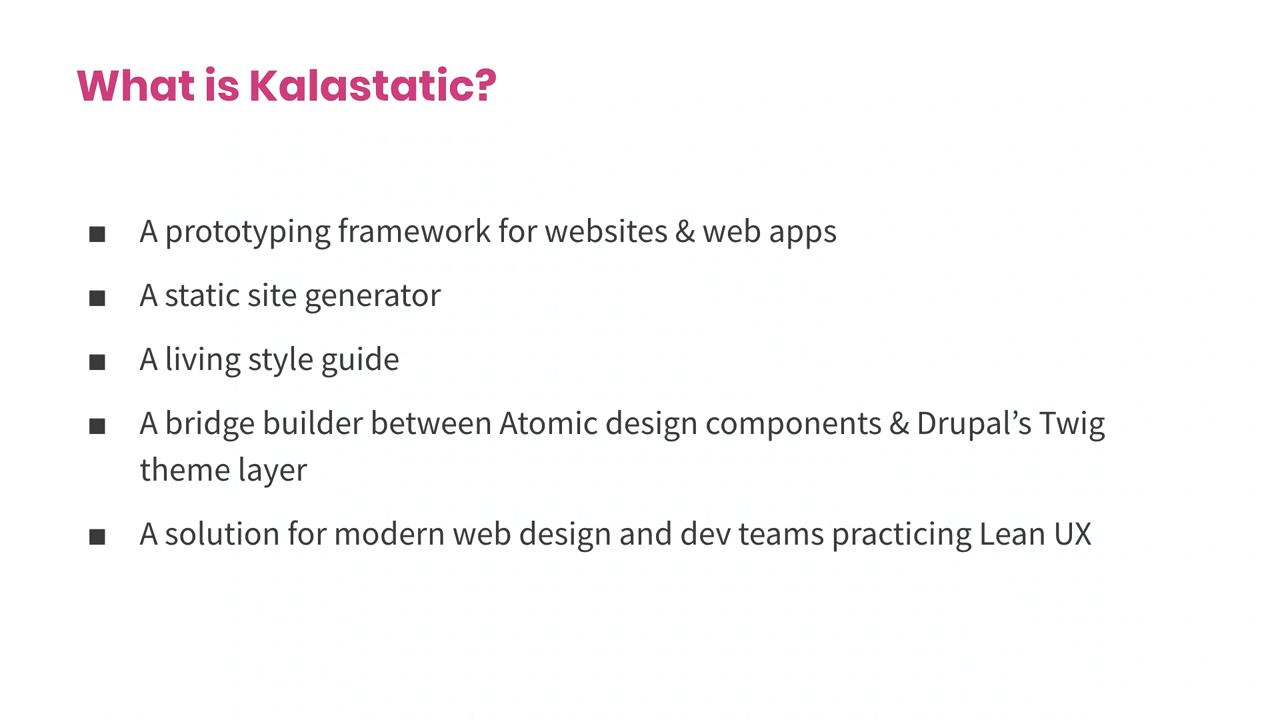 What is Kalastatic?
■ A prototyping framework for websites & web apps
■ A static site generator
■ A living style guide
■ A bridge builder between Atomic design components & Drupal’s Twig
theme layer
■ A solution for modern web design and dev teams practicing Lean UX